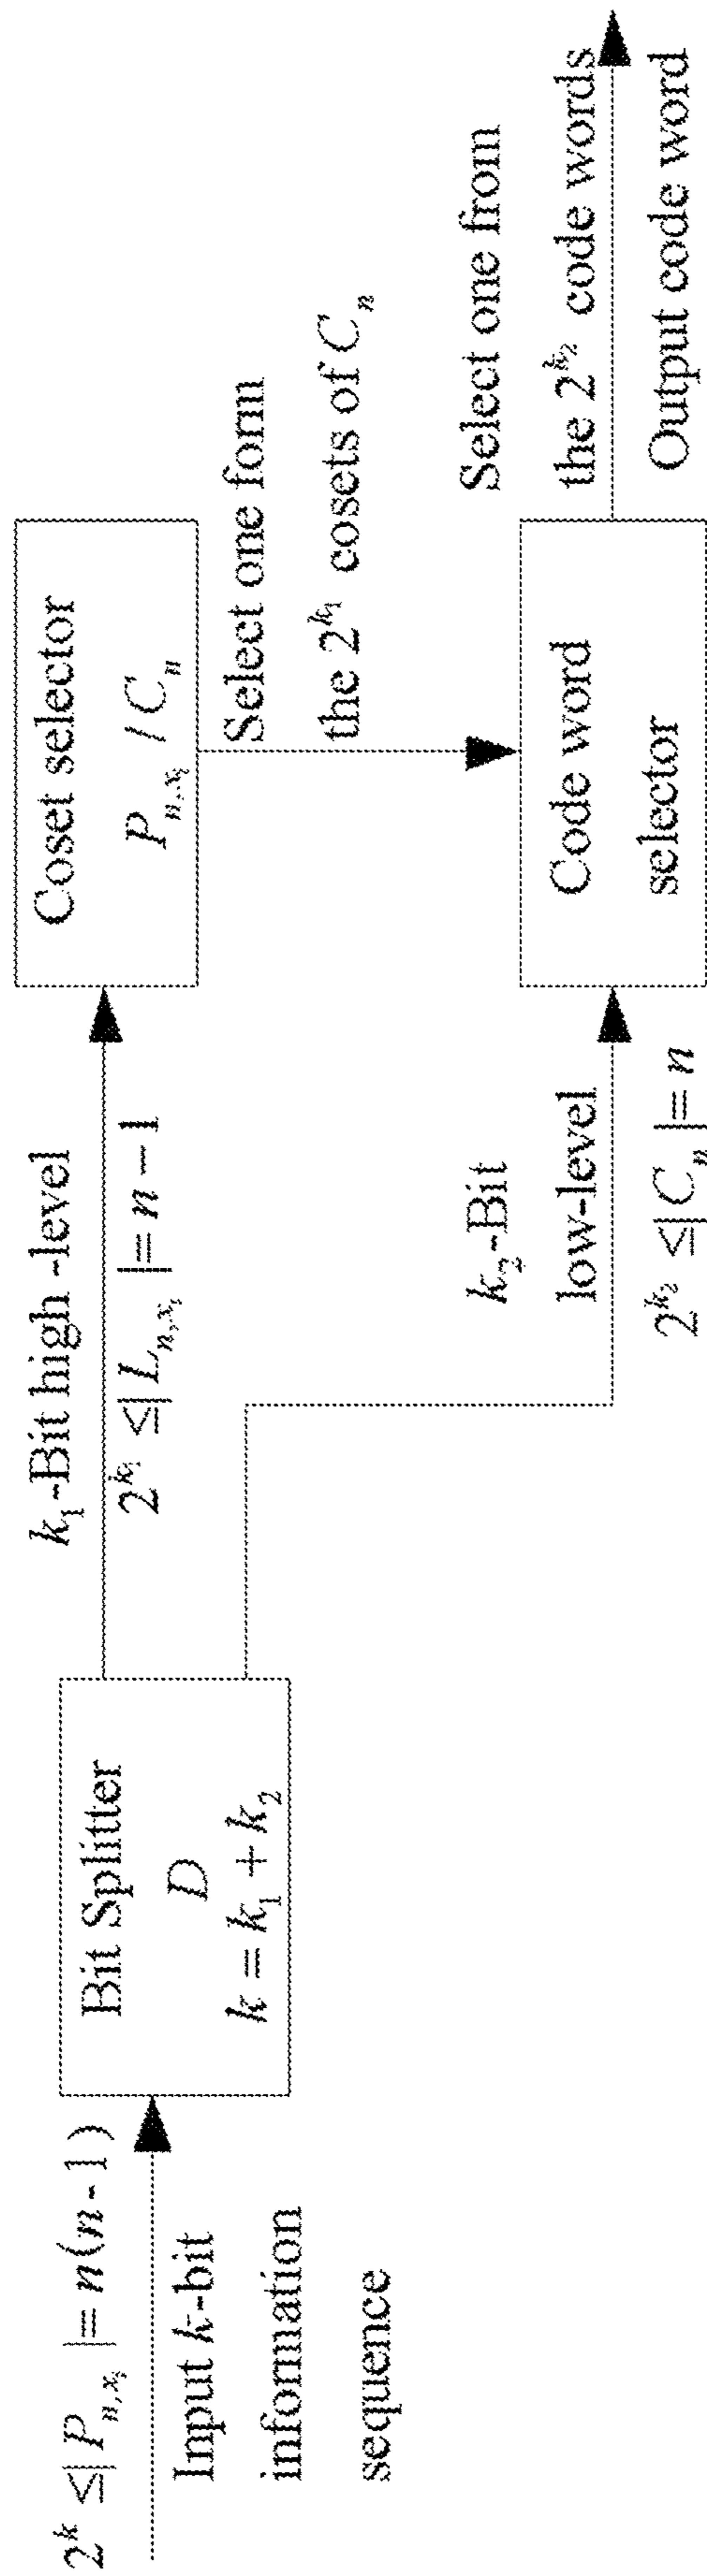 2^k ≤| P_{n,x_i} |= n(n-1)
Input k-bit
information
sequence
Bit Splitter
D
k = k_1 + k_2
k_1-Bit high -level
2^{k_1} ≤| L_{n,x_i} |= n − 1
k_2-Bit
low-level
2^{k_2} ≤| C_n |= n
Coset selector
P_{n,x_i} / C_n
Select one form
the 2^{k_1} cosets of C_n
Code word
selector
Select one from
the 2^{k_2} code words
Output code word